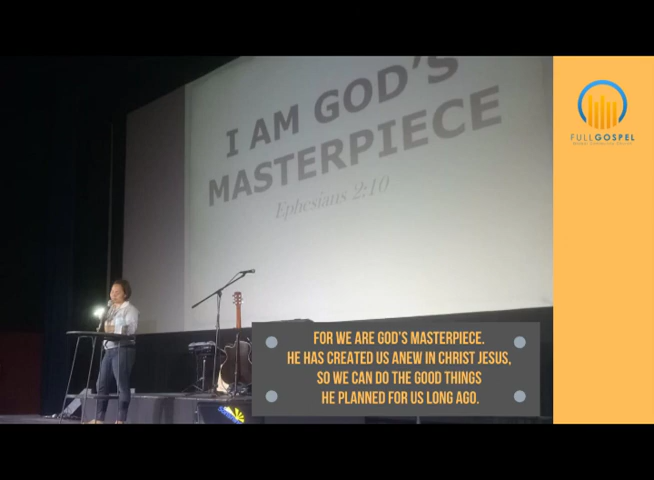 I AM GOD'S
MASTERPIECE
Ephesians 2:10
FULLGOSPEL
FOR WE ARE GOD'S MASTERPIECE.
HE HAS CREATED US ANEW IN CHRIST JESUS,
SO WE CAN DO THE GOOD THINGS
HE PLANNED FOR US LONG AGO.